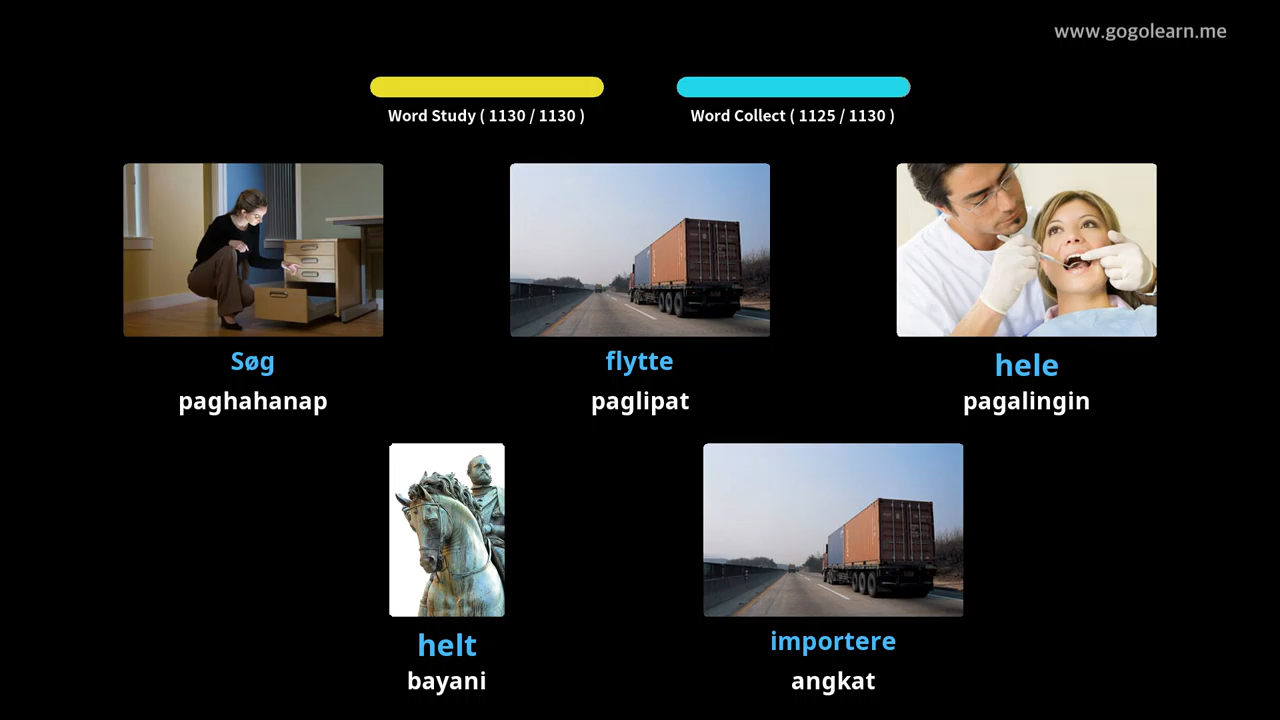 www.gogolearn.me
Word Study ( 1130 / 1130 )
Word Collect ( 1125 / 1130 )
Søg
flytte
hele
paghahanap
paglipat
pagalingin
helt
importere
bayani
angkat